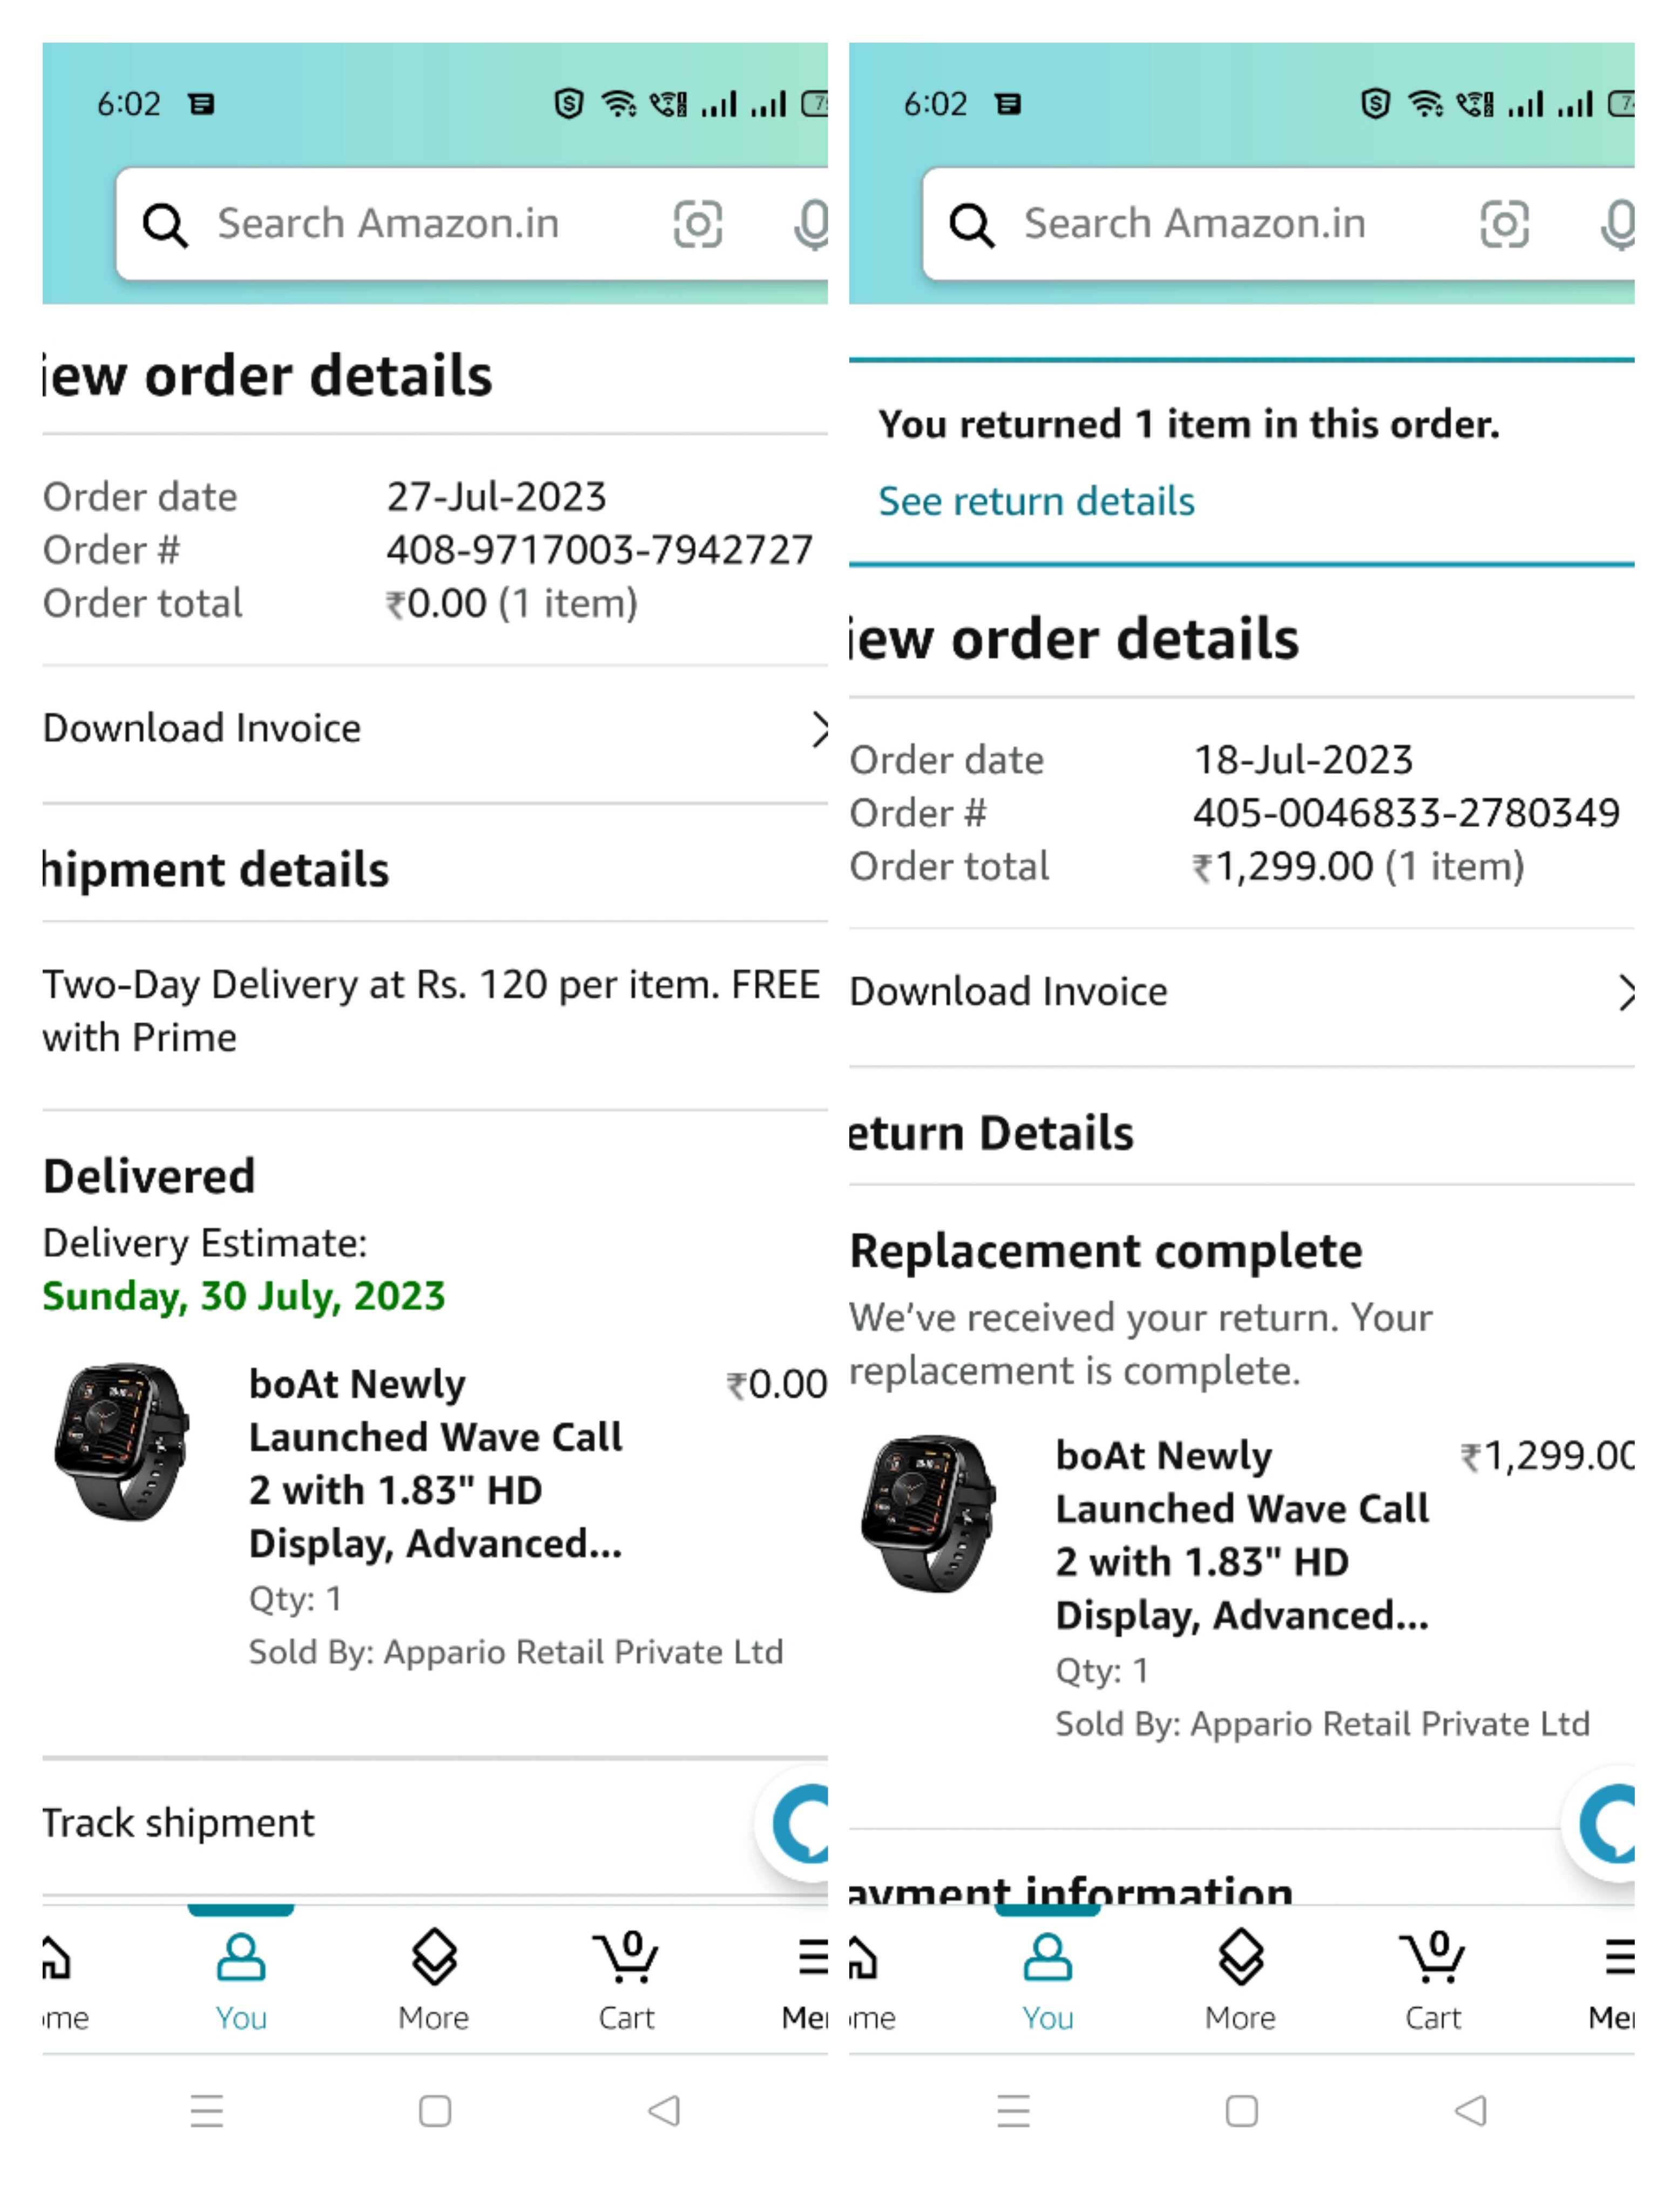 6:02
Search Amazon.in
iew order details
Order date 27-Jul-2023
Order # 408-9717003-7942727
Order total ₹0.00 (1 item)
Download Invoice
hipment details
Two-Day Delivery at Rs. 120 per item. FREE
with Prime
Delivered
Delivery Estimate:
Sunday, 30 July, 2023
boAt Newly ₹0.00
Launched Wave Call
2 with 1.83" HD
Display, Advanced...
Qty: 1
Sold By: Appario Retail Private Ltd
Track shipment
me You More 0 Cart Me
6:02
Search Amazon.in
You returned 1 item in this order.
See return details
iew order details
Order date 18-Jul-2023
Order # 405-0046833-2780349
Order total ₹1,299.00 (1 item)
Download Invoice
eturn Details
Replacement complete
We've received your return. Your
replacement is complete.
boAt Newly ₹1,299.00
Launched Wave Call
2 with 1.83" HD
Display, Advanced...
Qty: 1
Sold By: Appario Retail Private Ltd
ayment information
me You More 0 Cart Me